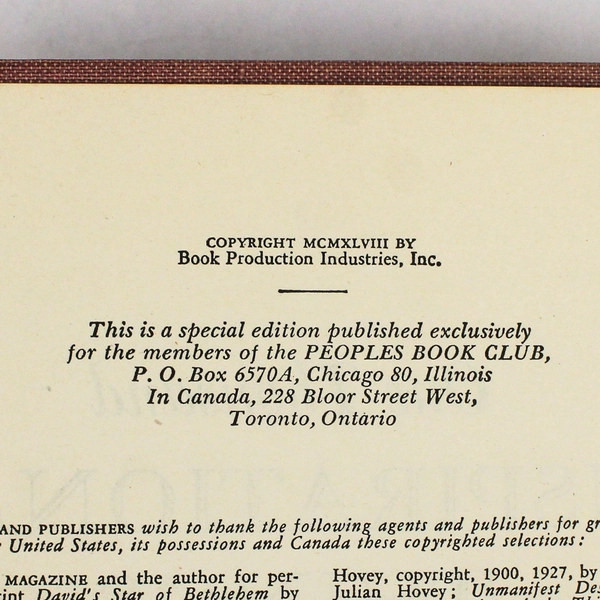 COPYRIGHT MCMXLVIII BY
Book Production Industries, Inc.
This is a special edition published exclusively
for the members of the PEOPLES BOOK CLUB,
P. O. Box 6570A, Chicago 80, Illinois
In Canada, 228 Bloor Street West,
Toronto, Ontario
AND PUBLISHERS wish to thank the following agents and publishers for
United States, its possessions and Canada these copyrighted selections:
MAGAZINE and the author for per-
David's Star of Bethlehem by
Hovey, copyright, 1900, 1927, by
Julian Hovey; Unmanifest